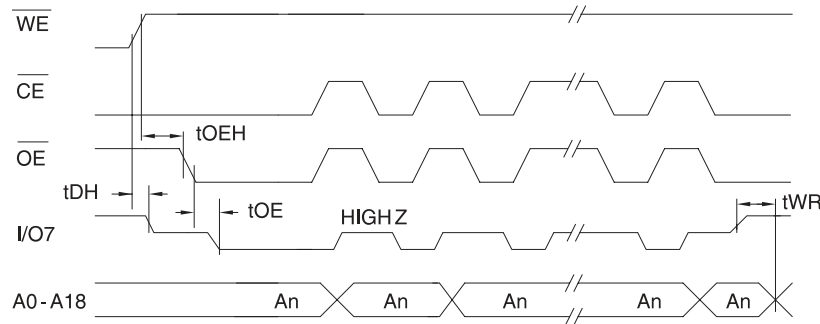 WE
CE
tOEH
OE
tDH
tOE
tWR
HIGH Z
I/O7
A0 - A18 An An An An An